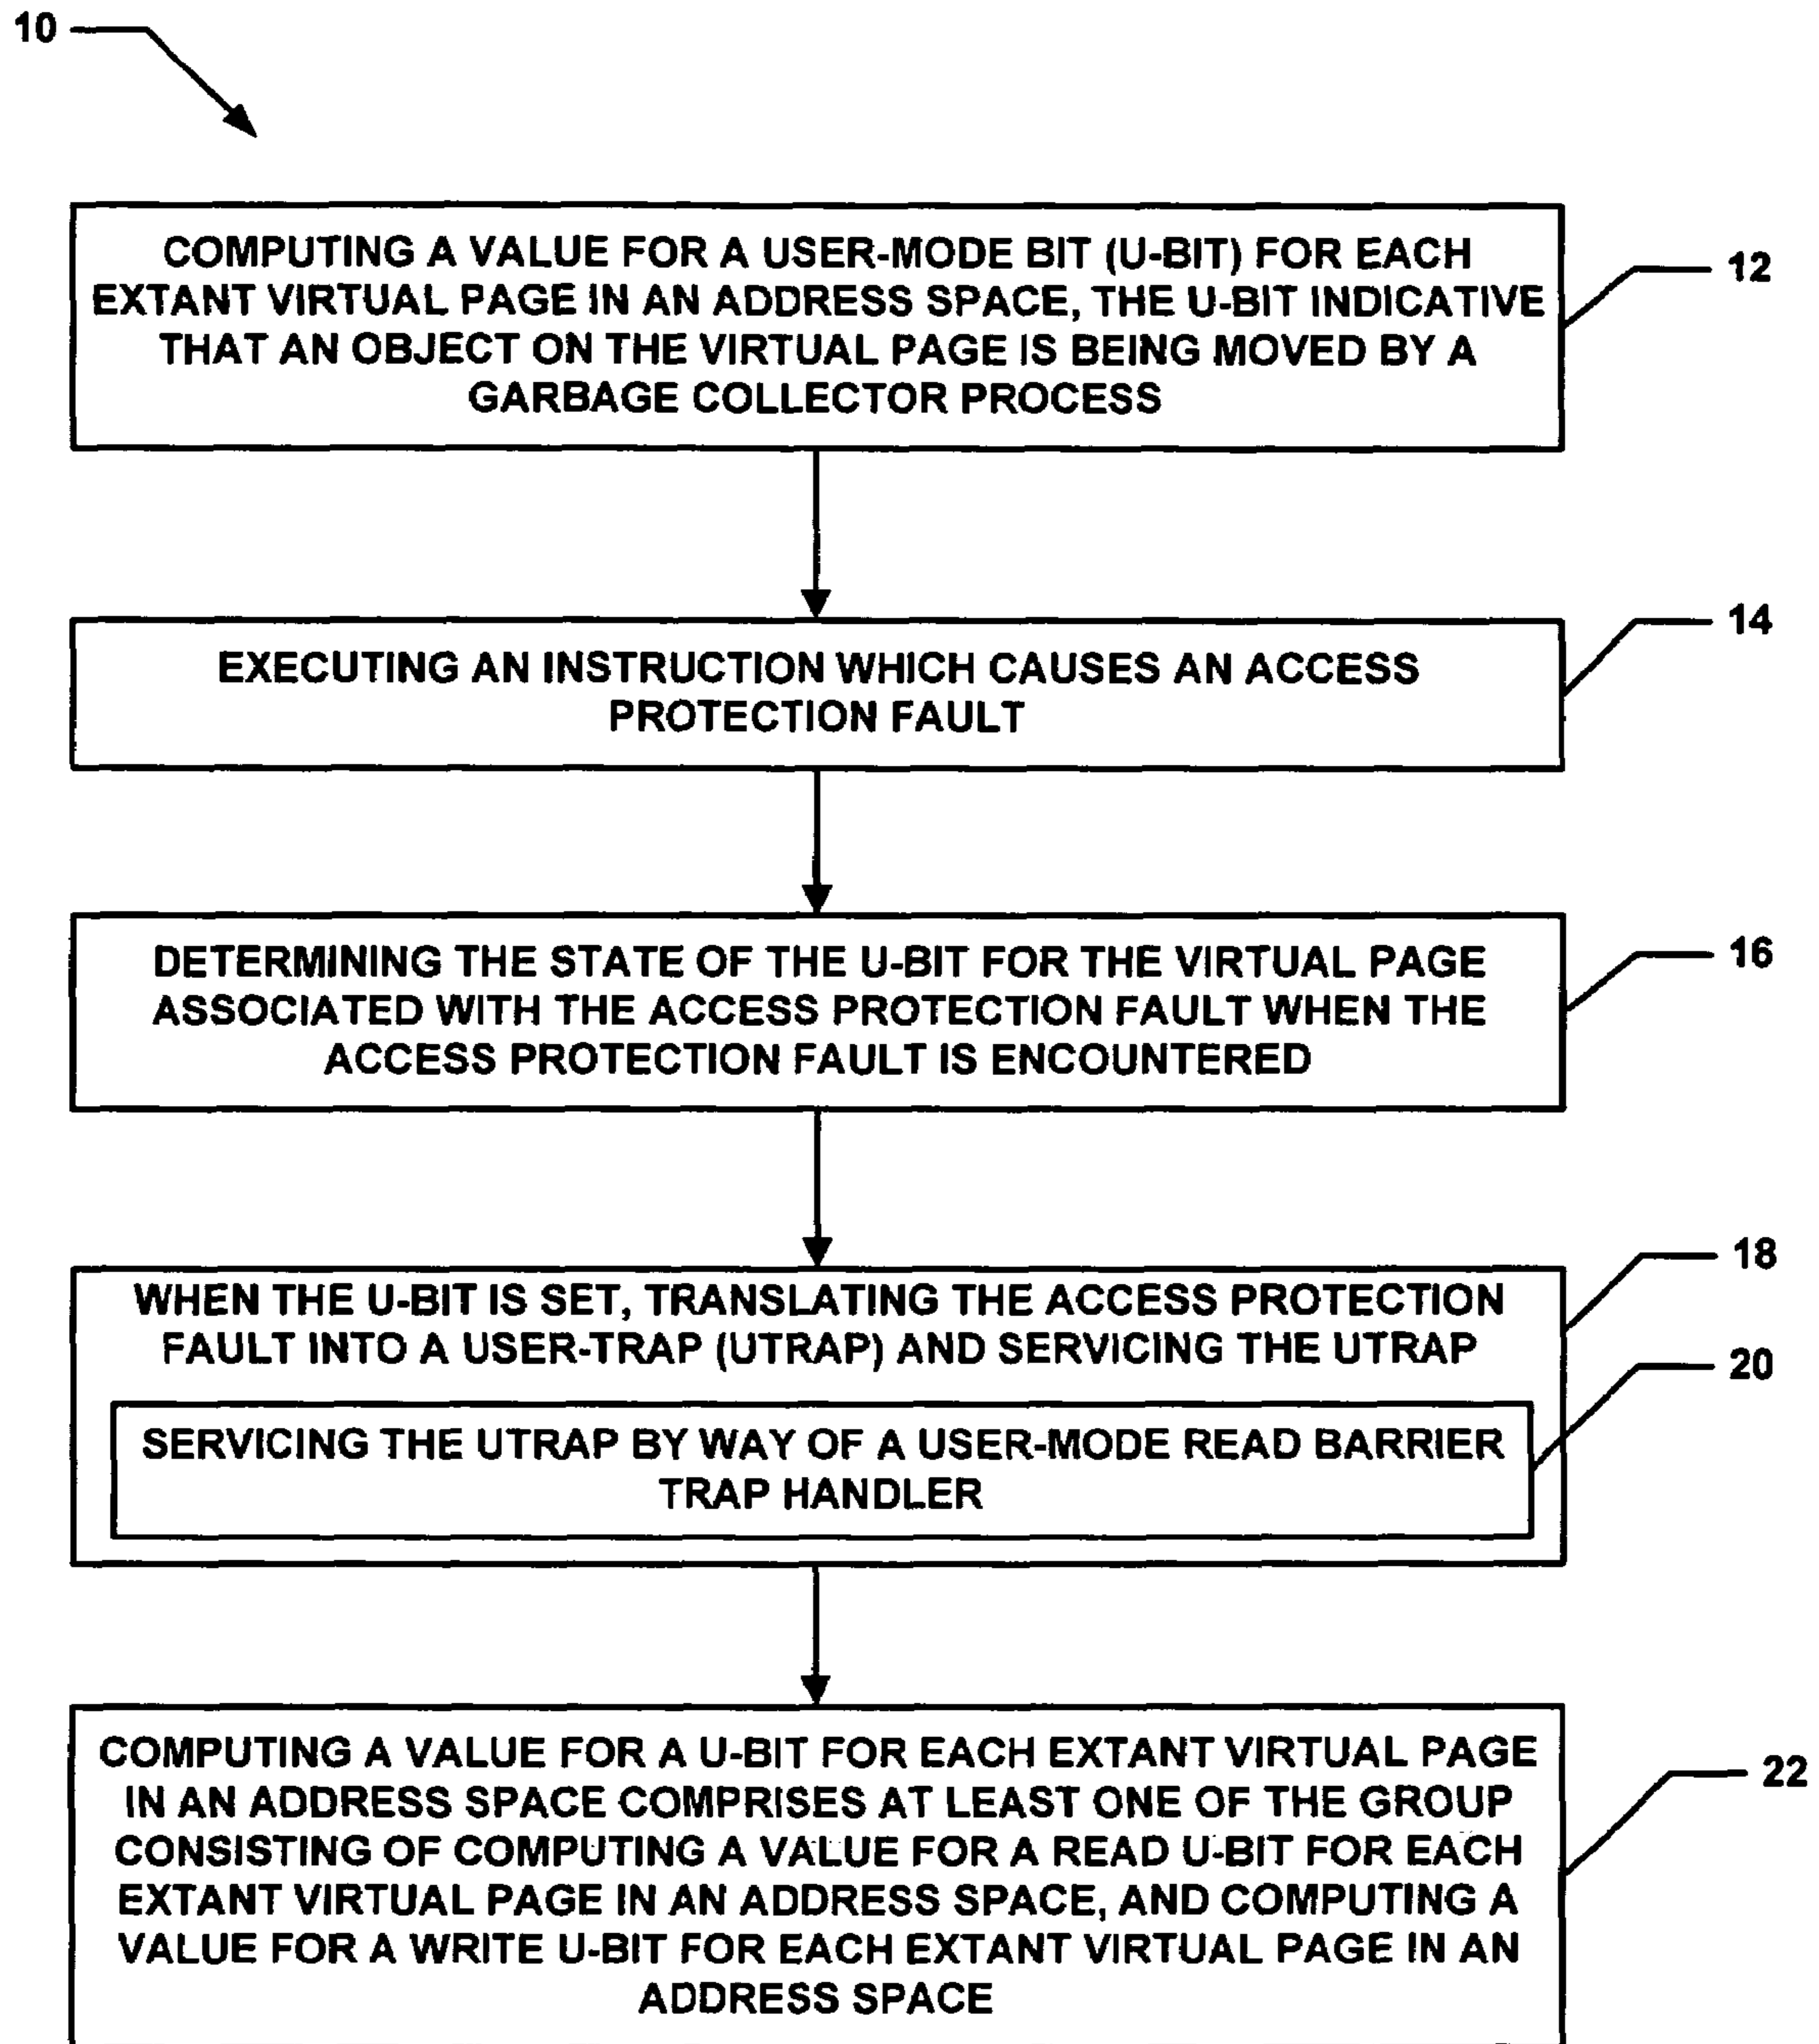 10
COMPUTING A VALUE FOR A USER-MODE BIT (U-BIT) FOR EACH
EXTANT VIRTUAL PAGE IN AN ADDRESS SPACE, THE U-BIT INDICATIVE
THAT AN OBJECT ON THE VIRTUAL PAGE IS BEING MOVED BY A
GARBAGE COLLECTOR PROCESS
12
EXECUTING AN INSTRUCTION WHICH CAUSES AN ACCESS
PROTECTION FAULT
14
DETERMINING THE STATE OF THE U-BIT FOR THE VIRTUAL PAGE
ASSOCIATED WITH THE ACCESS PROTECTION FAULT WHEN THE
ACCESS PROTECTION FAULT IS ENCOUNTERED
16
WHEN THE U-BIT IS SET, TRANSLATING THE ACCESS PROTECTION
FAULT INTO A USER-TRAP (UTRAP) AND SERVICING THE UTRAP
18
SERVICING THE UTRAP BY WAY OF A USER-MODE READ BARRIER
TRAP HANDLER
20
COMPUTING A VALUE FOR A U-BIT FOR EACH EXTANT VIRTUAL PAGE
IN AN ADDRESS SPACE COMPRISES AT LEAST ONE OF THE GROUP
CONSISTING OF COMPUTING A VALUE FOR A READ U-BIT FOR EACH
EXTANT VIRTUAL PAGE IN AN ADDRESS SPACE, AND COMPUTING A
VALUE FOR A WRITE U-BIT FOR EACH EXTANT VIRTUAL PAGE IN AN
ADDRESS SPACE
22